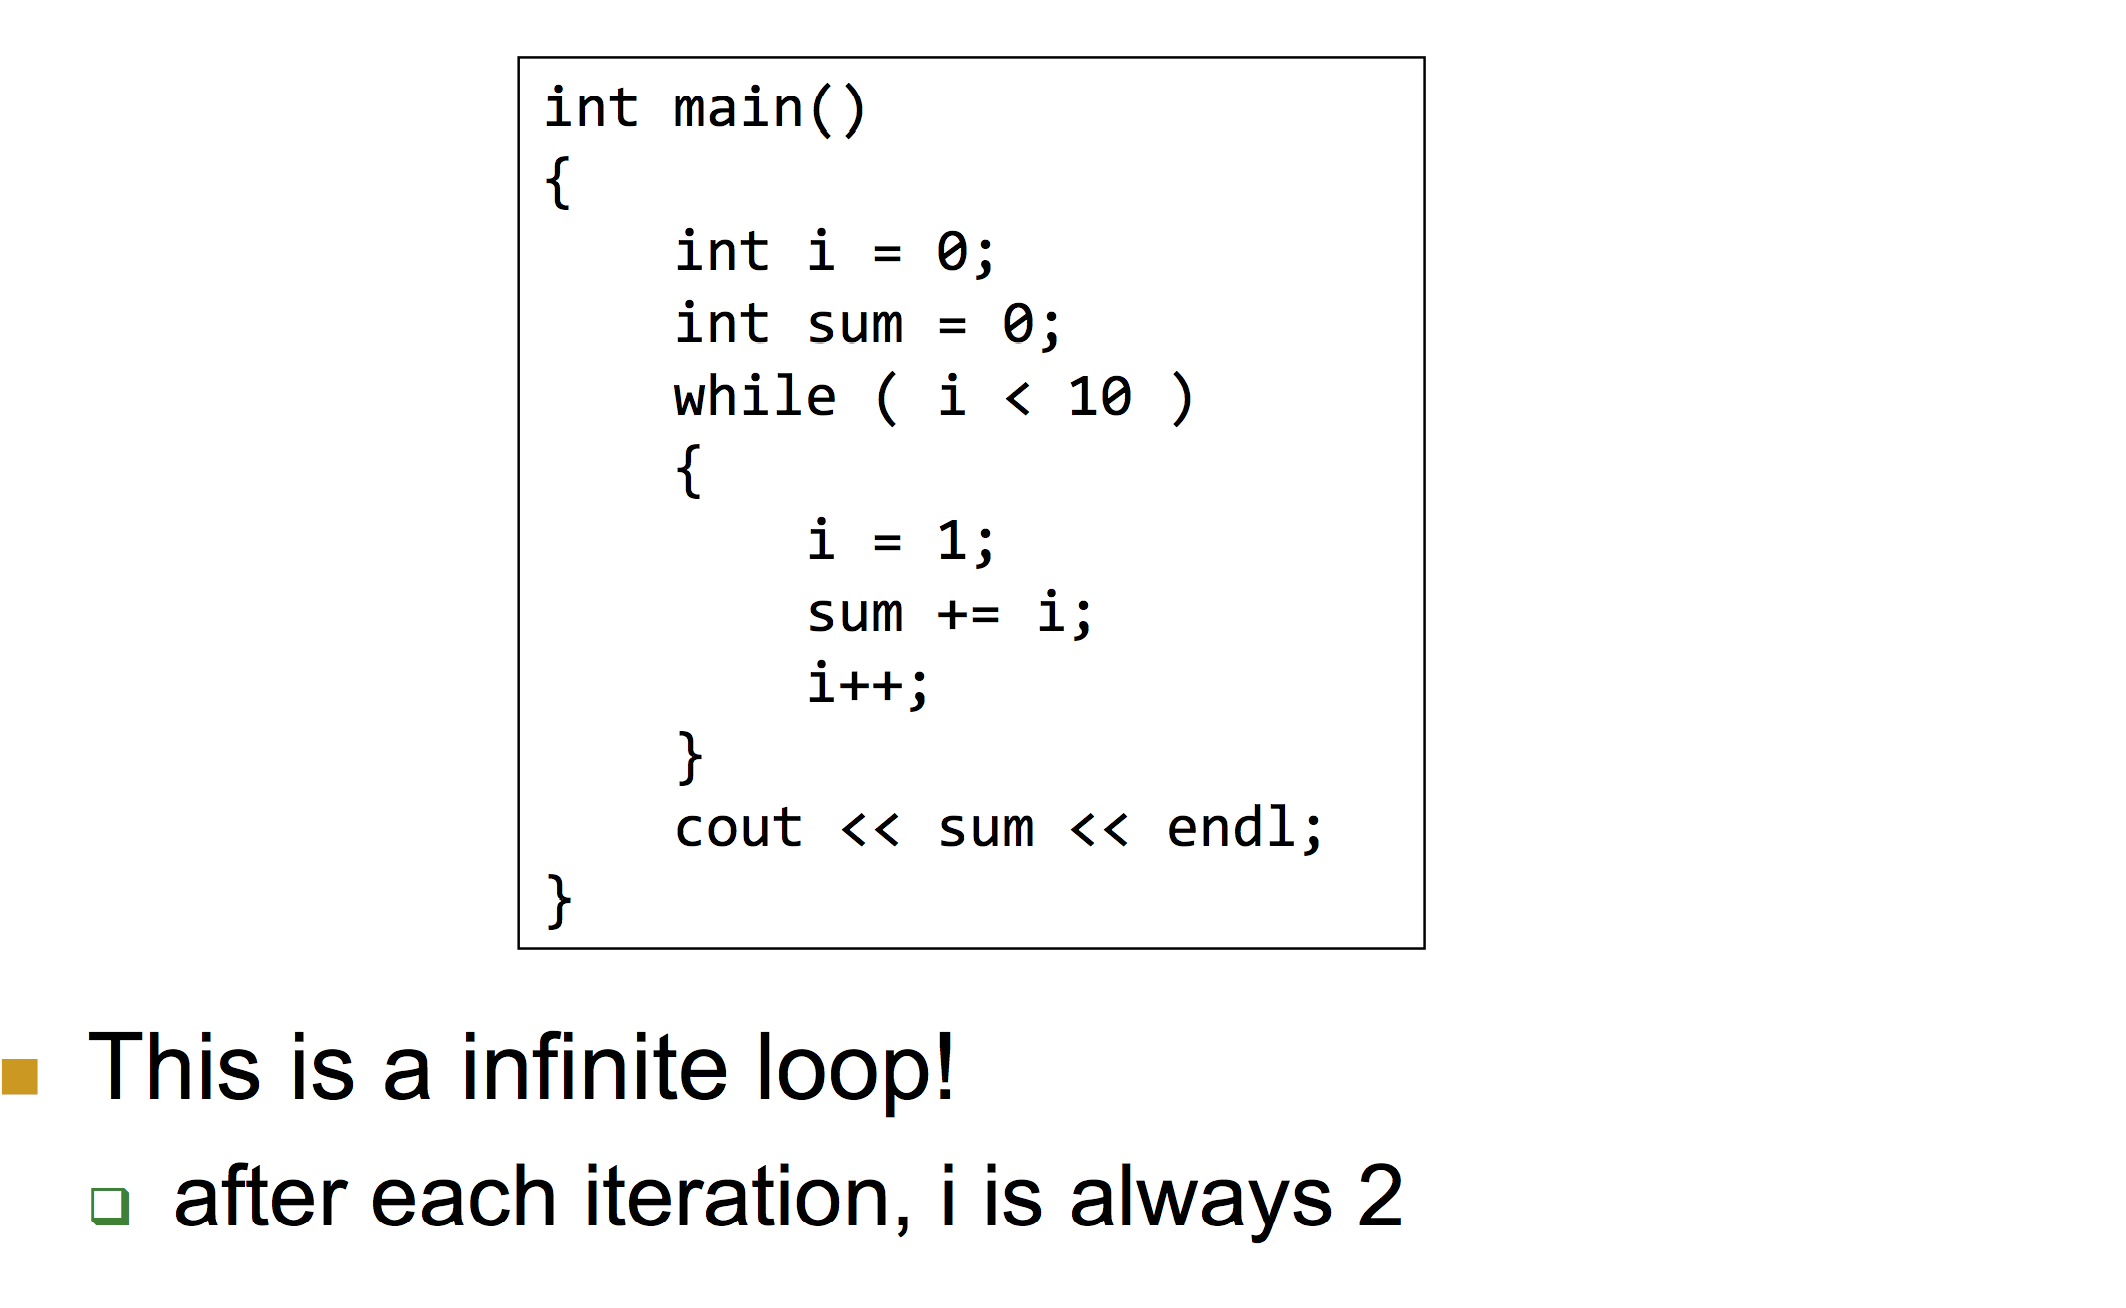 int main()
{
    int i = 0;
    int sum = 0;
    while ( i < 10 )
    {
        i = 1;
        sum += i;
        i++;
    }
    cout << sum << endl;
}
This is a infinite loop!
after each iteration, i is always 2